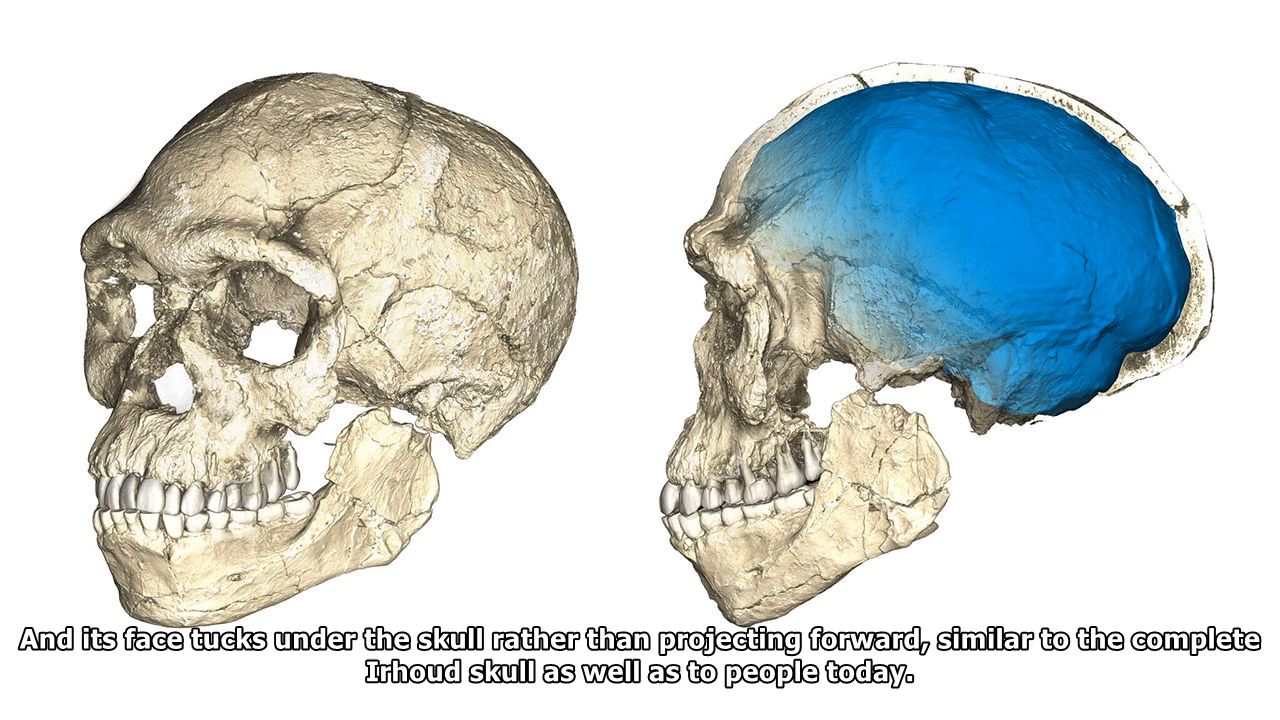 And its face tucks under the skull rather than projecting forward, similar to the complete
Irhoud skull as well as to people today.